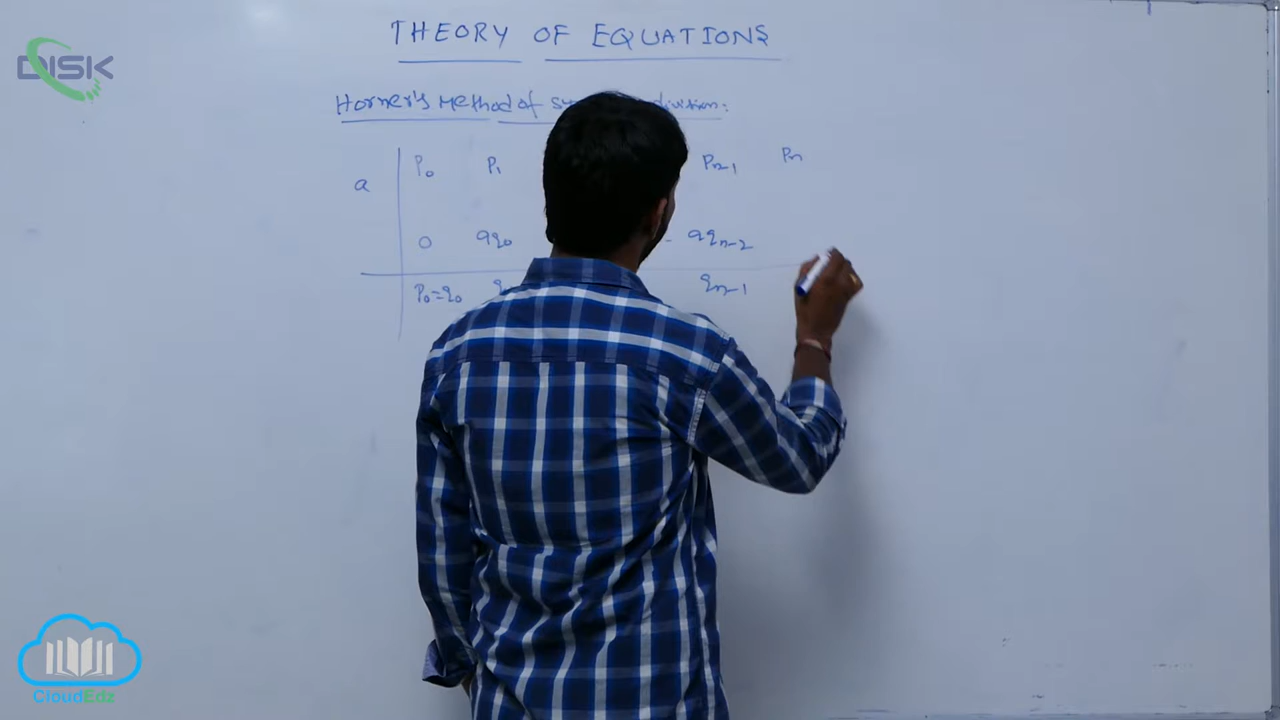 DISK
THEORY OF EQUATIONS
Horner's Method of division:
a P₀ P₁ Pₙ₋₁ Pₙ
0 aq₀ aqₙ₋₂
P₀=q₀ qₙ₋₁
CloudEdz